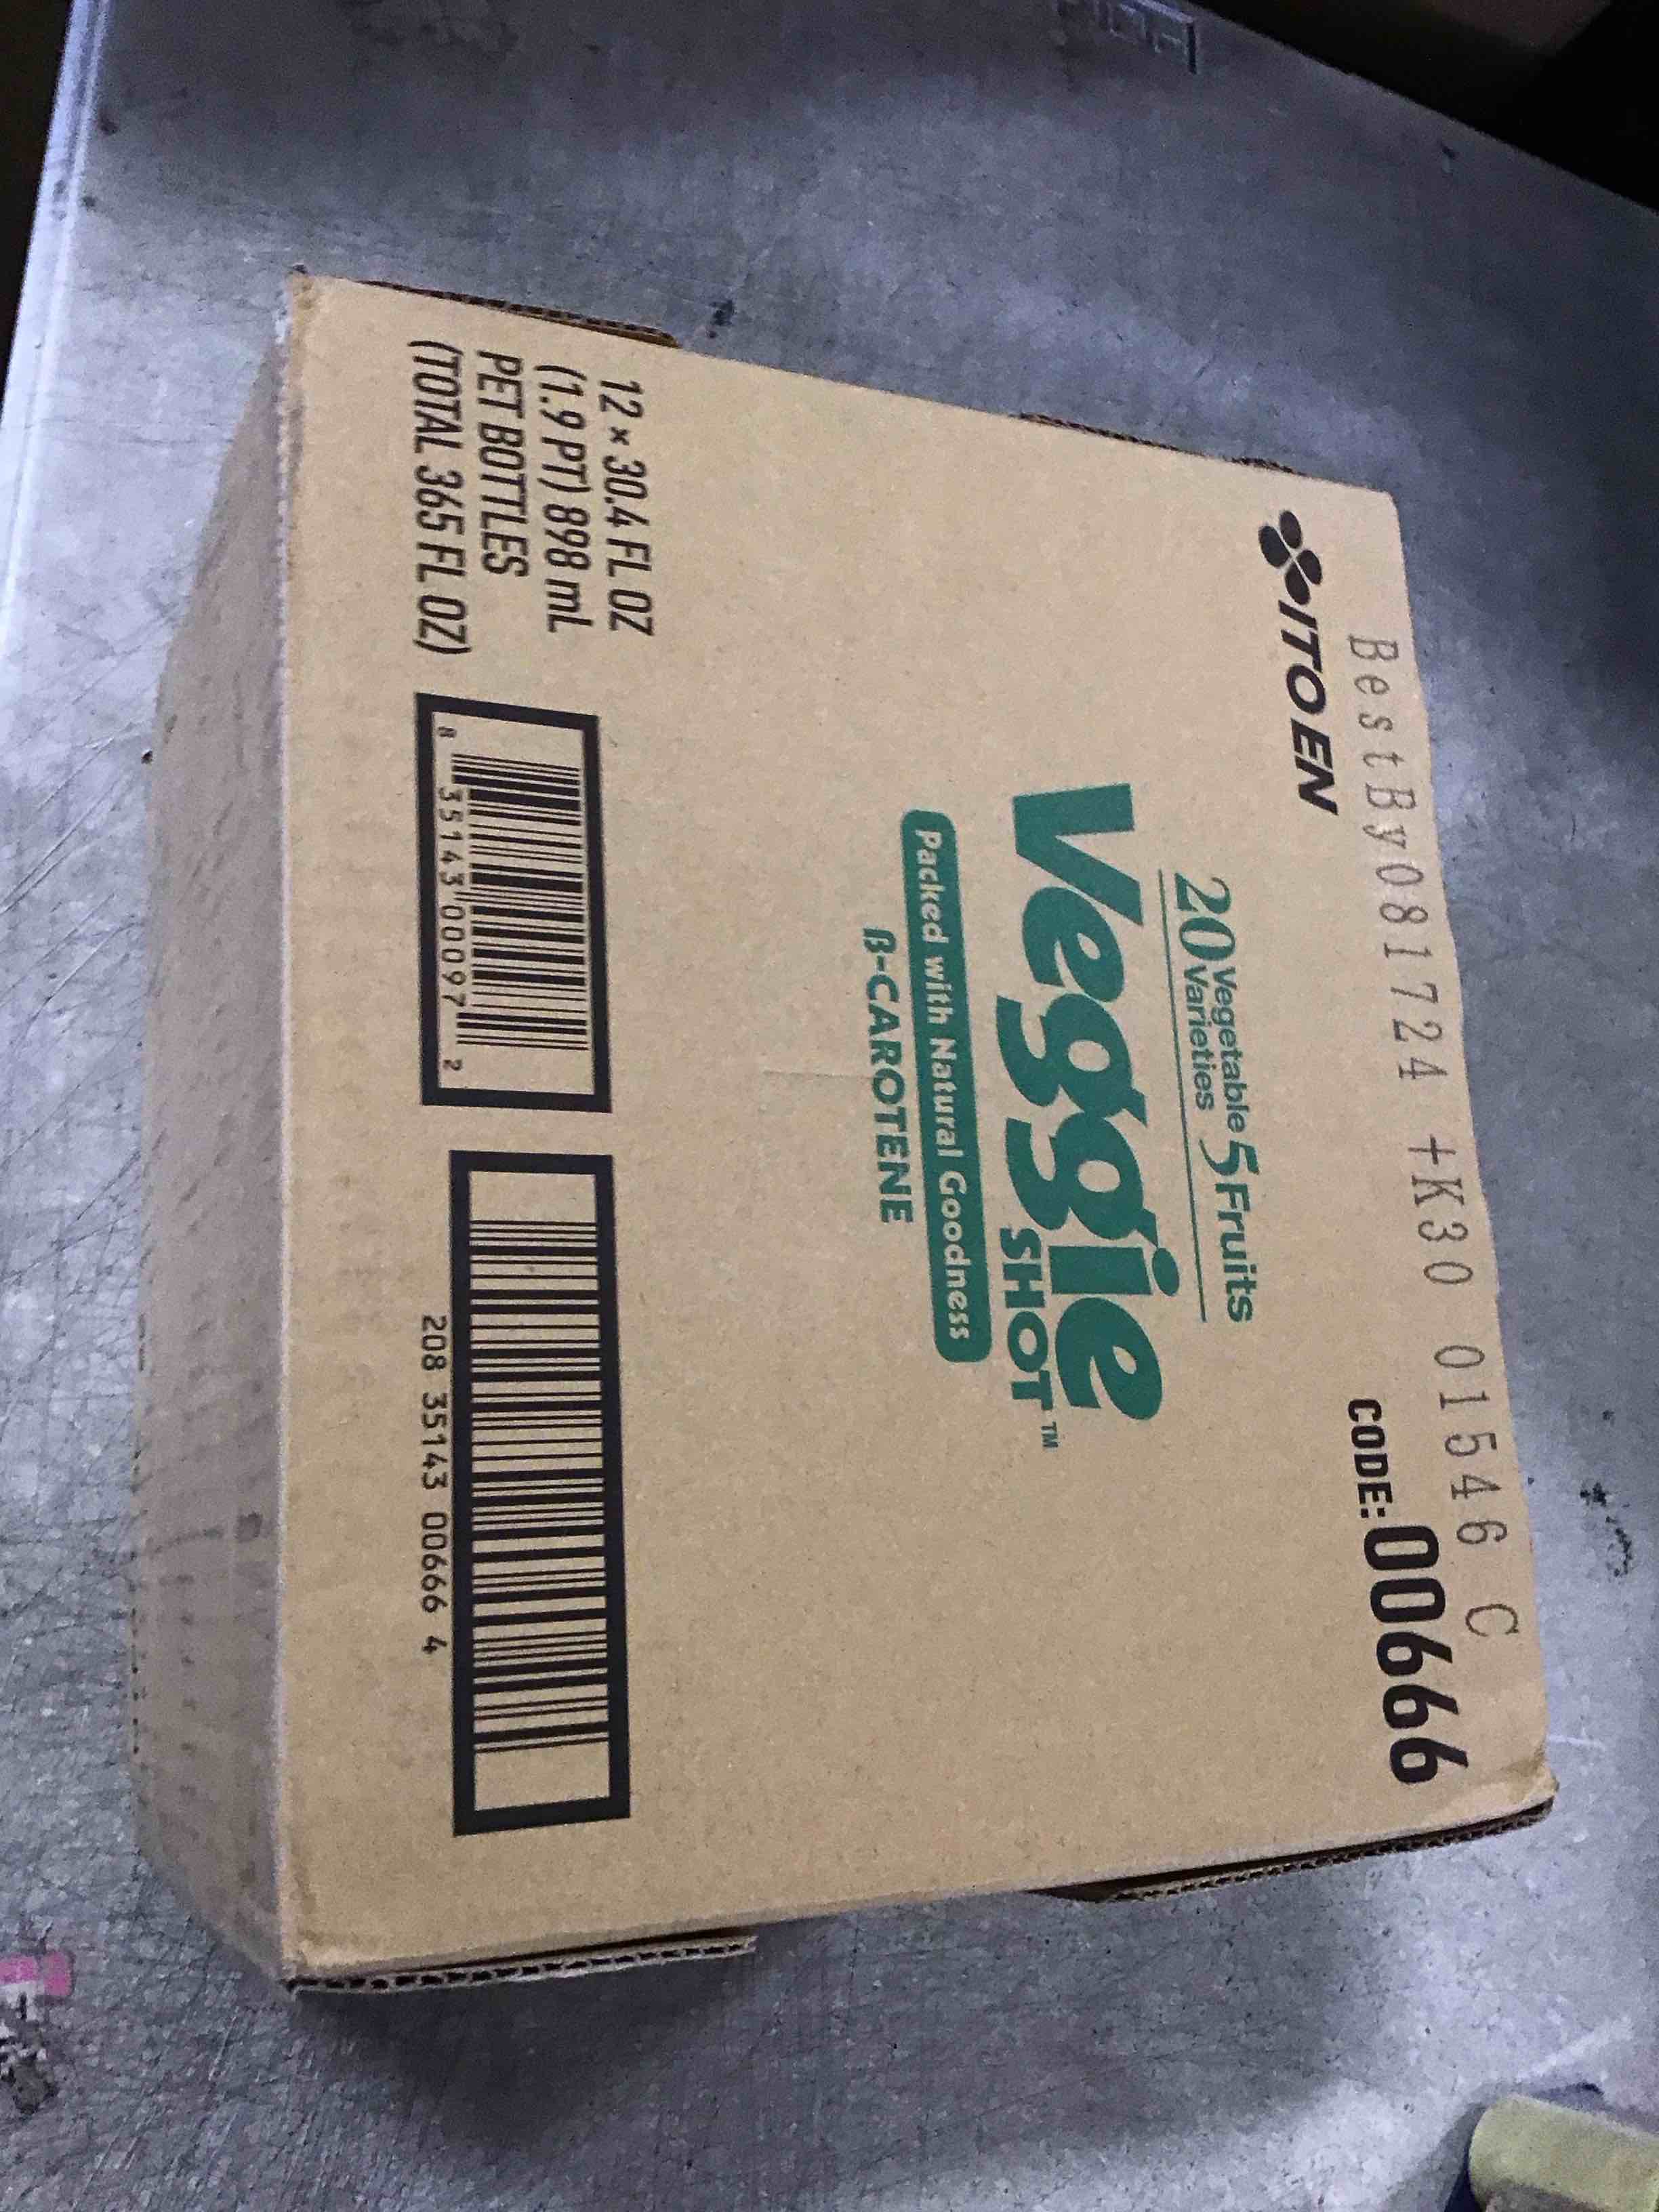 BestBy081724 +K30 01546 C
ITO EN
CODE:00666
20 Vegetable Varieties 5 Fruits
Veggie
SHOT™
Packed with Natural Goodness
β-CAROTENE
12 × 30.4 FL OZ
(1.9 PT) 898 mL
PET BOTTLES
(TOTAL 365 FL OZ)
8 35143 00097 2
208 35143 00666 4